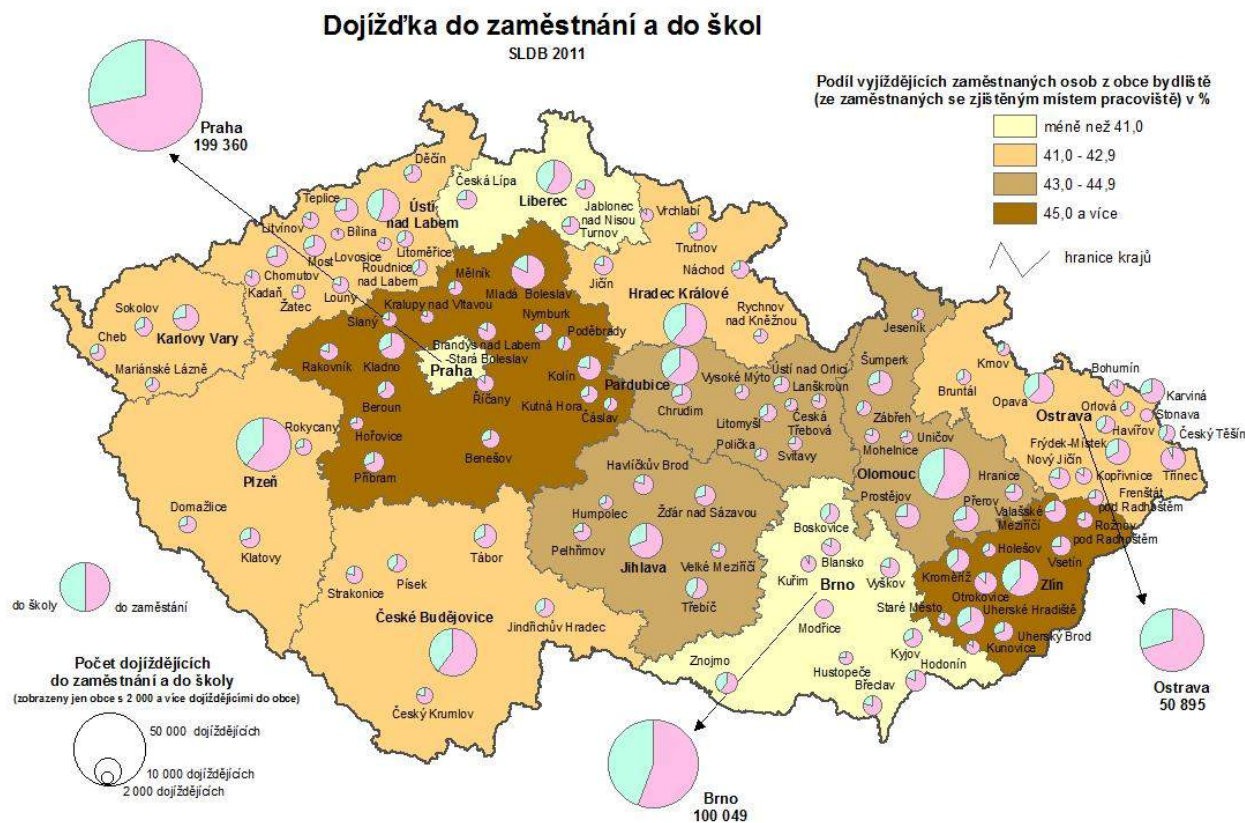 Dojížďka do zaměstnání a do škol
SLDB 2011
Praha
199 360
Podíl vyjíždějících zaměstnaných osob z obce bydliště
(ze zaměstnaných se zjištěným místem pracoviště) v %
méně než 41,0
41,0 - 42,9
43,0 - 44,9
45,0 a více
hranice krajů
Děčín
Teplice
Ústí
nad Labem
Litvínov
Bílina
Most
Lovosice
Litoměřice
Chomutov
Roudnice
nad Labem
Kadaň
Žatec
Louny
Česká Lípa
Liberec
Jablonec
nad Nisou
Turnov
Vrchlabí
Trutnov
Náchod
Jičín
Hradec Králové
Rychnov
nad Kněžnou
Sokolov
Cheb
Karlovy Vary
Mariánské Lázně
Mělník
Mladá Boleslav
Kralupy nad Vltavou
Nymburk
Slaný
Poděbrady
Brandýs nad Labem
Stará Boleslav
Rakovník
Kladno
Praha
Kolín
Říčany
Beroun
Kutná Hora
Čáslav
Hořovice
Benešov
Příbram
Pardubice
Vysoké Mýto
Ústí nad Orlicí
Lanškroun
Chrudim
Litomyšl
Česká
Třebová
Polička
Svitavy
Jeseník
Šumperk
Zábřeh
Mohelnice
Uničov
Olomouc
Hranice
Prostějov
Přerov
Krnov
Bruntál
Opava
Ostrava
Bohumín
Karviná
Orlová
Stonava
Havířov
Český Těšín
Frýdek-Místek
Nový Jičín
Kopřivnice
Třinec
Frenštát
pod Radhoštěm
Valašské
Meziříčí
Rožnov
pod Radhoštěm
Vsetín
Holešov
Kroměříž
Zlín
Otrokovice
Staré Město
Uherské Hradiště
Uherský Brod
Kunovice
Rokycany
Plzeň
Domažlice
Klatovy
Tábor
Písek
Strakonice
České Budějovice
Jindřichův Hradec
Český Krumlov
Havlíčkův Brod
Humpolec
Žďár nad Sázavou
Pelhřimov
Jihlava
Velké Meziříčí
Třebíč
Boskovice
Blansko
Kuřim
Brno
Vyškov
Modřice
Znojmo
Hustopeče
Kyjov
Hodonín
Břeclav
do školy
do zaměstání
Počet dojíždějících
do zaměstnání a do školy
(zobrazeny jen obce s 2 000 a více dojíždějícími do obce)
50 000 dojíždějících
10 000 dojíždějících
2 000 dojíždějících
Brno
100 049
Ostrava
50 895